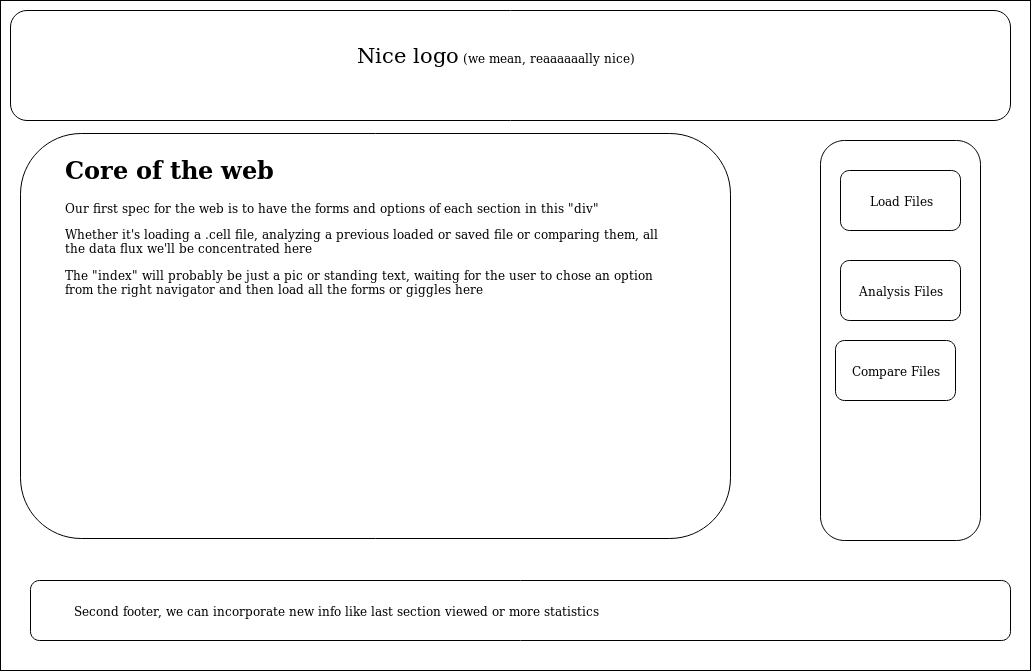 Nice logo (we mean, reaaaaaally nice)
Core of the web
Our first spec for the web is to have the forms and options of each section in this "div"
Whether it's loading a .cell file, analyzing a previous loaded or saved file or comparing them, all
the data flux we'll be concentrated here
The "index" will probably be just a pic or standing text, waiting for the user to chose an option
from the right navigator and then load all the forms or giggles here
Load Files
Analysis Files
Compare Files
Second footer, we can incorporate new info like last section viewed or more statistics